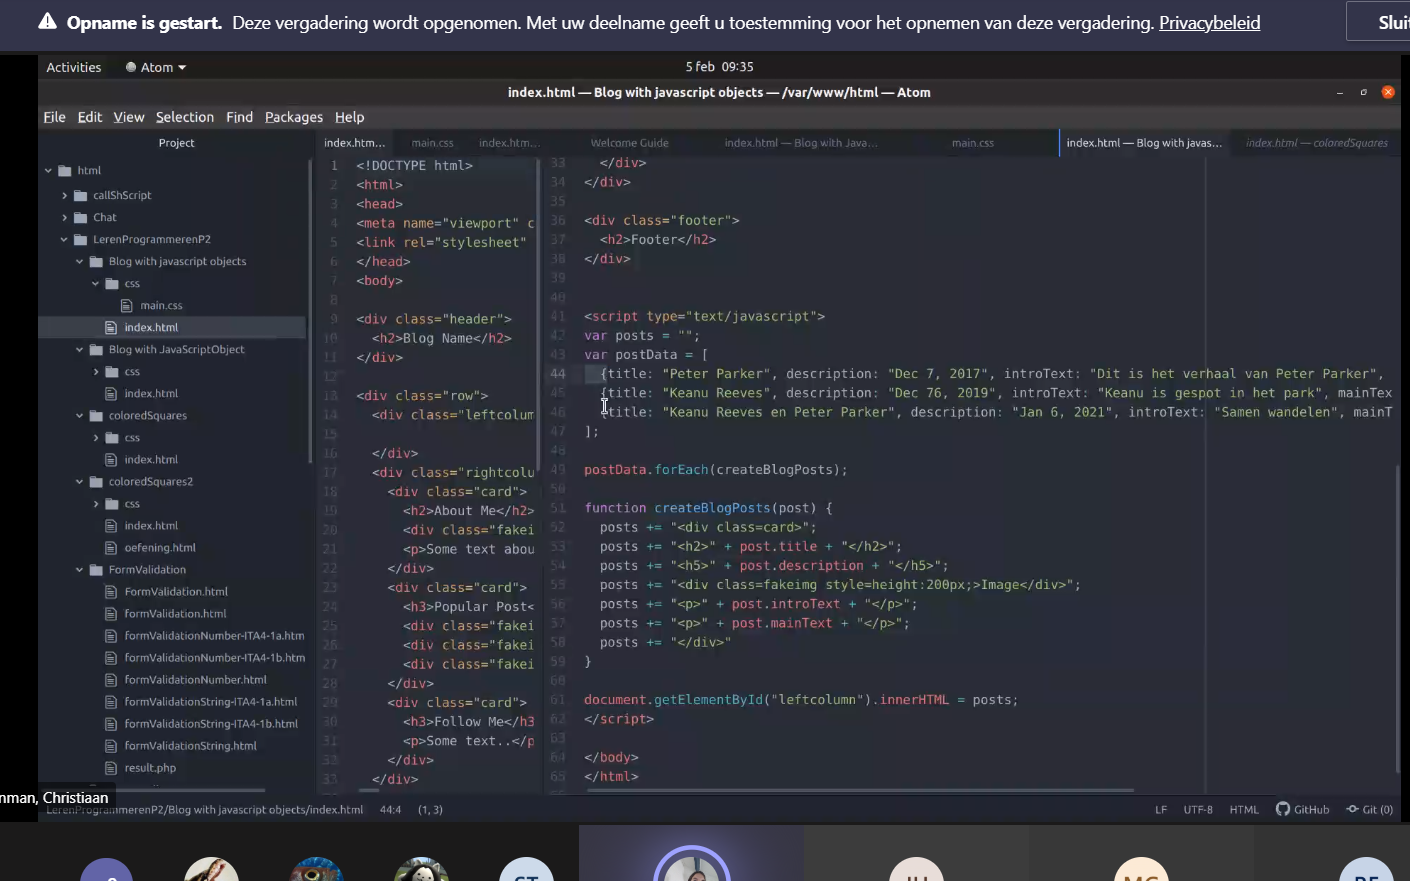 Opname is gestart. Deze vergadering wordt opgenomen. Met uw deelname geeft u toestemming voor het opnemen van deze vergadering. Privacybeleid Slui
Activities Atom 5 feb 09:35
index.html — Blog with javascript objects — /var/www/html — Atom
File Edit View Selection Find Packages Help
Project
html
callShScript
Chat
LerenProgrammerenP2
Blog with javascript objects
css
main.css
index.html
Blog with JavaScriptObject
css
index.html
coloredSquares
css
index.html
coloredSquares2
css
index.html
oefening.html
FormValidation
FormValidation.html
formValidation.html
formValidationNumber-ITA4-1a.htm
formValidationNumber-ITA4-1b.htm
formValidationNumber.html
formValidationString-ITA4-1a.html
formValidationString-ITA4-1b.html
formValidationString.html
result.php
index.htm... main.css index.htm... Welcome Guide index.html — Blog with Java... main.css index.html — Blog with javas... index.html — coloredSquares
1 <!DOCTYPE html>
2 <html>
3 <head>
4 <meta name="viewport" c
5 <link rel="stylesheet"
6 </head>
7 <body>
8
9 <div class="header">
10 <h2>Blog Name</h2>
11 </div>
12
13 <div class="row">
14 <div class="leftcolum
15
16 </div>
17 <div class="rightcolu
18 <div class="card">
19 <h2>About Me</h2>
20 <div class="fakei
21 <p>Some text abou
22 </div>
23 <div class="card">
24 <h3>Popular Post<
25 <div class="fakei
26 <div class="fakei
27 <div class="fakei
28 </div>
29 <div class="card">
30 <h3>Follow Me</h3
31 <p>Some text..</p
32 </div>
33 </div>
33 </div>
34 </div>
35
36 <div class="footer">
37 <h2>Footer</h2>
38 </div>
39
40
41 <script type="text/javascript">
42 var posts = "";
43 var postData = [
44 {title: "Peter Parker", description: "Dec 7, 2017", introText: "Dit is het verhaal van Peter Parker",
45 {title: "Keanu Reeves", description: "Dec 76, 2019", introText: "Keanu is gespot in het park", mainTex
46 {title: "Keanu Reeves en Peter Parker", description: "Jan 6, 2021", introText: "Samen wandelen", mainT
47 ];
48
49 postData.forEach(createBlogPosts);
50
51 function createBlogPosts(post) {
52 posts += "<div class=card>";
53 posts += "<h2>" + post.title + "</h2>";
54 posts += "<h5>" + post.description + "</h5>";
55 posts += "<div class=fakeimg style=height:200px;>Image</div>";
56 posts += "<p>" + post.introText + "</p>";
57 posts += "<p>" + post.mainText + "</p>";
58 posts += "</div>"
59 }
60
61 document.getElementById("leftcolumn").innerHTML = posts;
62 </script>
63
64 </body>
65 </html>
nman, Christiaan
LerenProgrammerenP2/Blog with javascript objects/index.html 44:4 (1, 3) LF UTF-8 HTML GitHub Git (0)